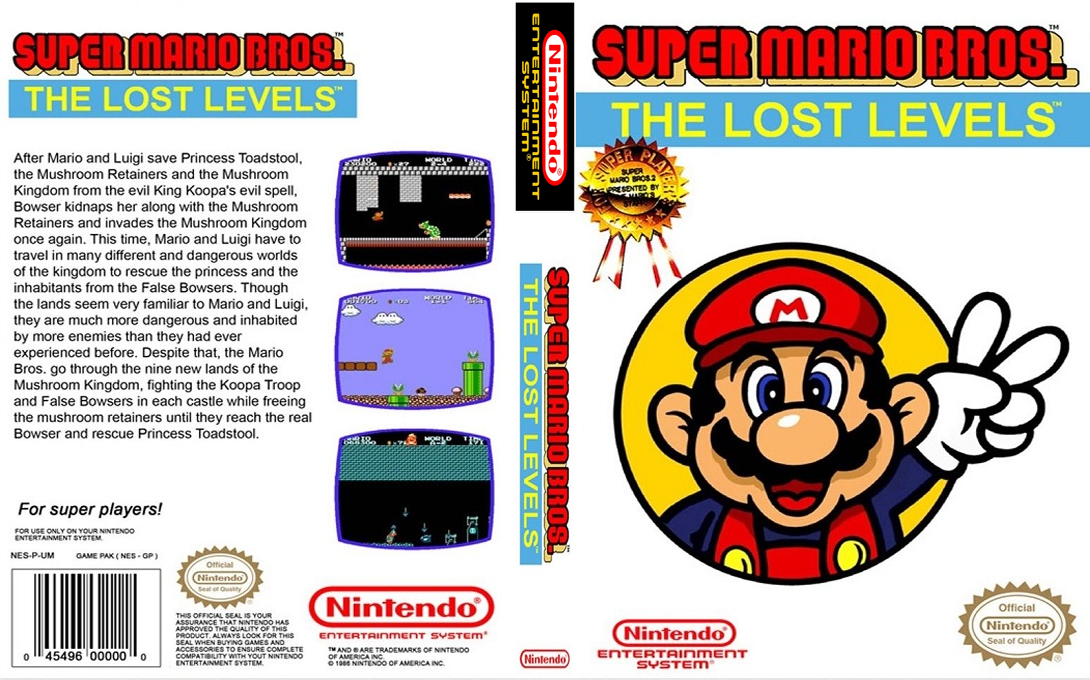 SUPER MARIO BROS.™
THE LOST LEVELS™
After Mario and Luigi save Princess Toadstool,
the Mushroom Retainers and the Mushroom
Kingdom from the evil King Koopa's evil spell,
Bowser kidnaps her along with the Mushroom
Retainers and invades the Mushroom Kingdom
once again. This time, Mario and Luigi have to
travel in many different and dangerous worlds
of the kingdom to rescue the princess and the
inhabitants from the False Bowsers. Though
the lands seem very familiar to Mario and Luigi,
they are much more dangerous and inhabited
by more enemies than they had ever
experienced before. Despite that, the Mario
Bros. go through the nine new lands of the
Mushroom Kingdom, fighting the Koopa Troop
and False Bowsers in each castle while freeing
the mushroom retainers until they reach the real
Bowser and rescue Princess Toadstool.
WORLD
WORLD
WORLD
171
For super players!
FOR USE ONLY ON YOUR NINTENDO
ENTERTAINMENT SYSTEM.
NES-P-UM GAME PAK ( NES - GP )
0 45496 00000 0
Official
Nintendo
Seal of Quality
THIS OFFICIAL SEAL IS YOUR
ASSURANCE THAT NINTENDO HAS
APPROVED THE QUALITY OF THIS
PRODUCT. ALWAYS LOOK FOR THIS
SEAL WHEN BUYING GAMES AND
ACCESSORIES TO ENSURE COMPLETE
COMPATIBILITY WITH YOUT NINTENDO
ENTERTAINMENT SYSTEM.
Nintendo®
ENTERTAINMENT SYSTEM®
™ AND ® ARE TRADEMARKS OF NINTENDO
OF AMERICA INC.
© 1986 NINTENDO OF AMERICA INC.
Nintendo®
ENTERTAINMENT
SYSTEM®
SUPER MARIO BROS.™
THE LOST LEVELS™
Nintendo
SUPER MARIO BROS.™
THE LOST LEVELS™
SUPER PLAYER
SUPER
MARIO BROS.2
PRESENTED BY
MARIO'S
STAFF
M
Nintendo®
ENTERTAINMENT
SYSTEM®
Official
Nintendo
Seal of Quality
®